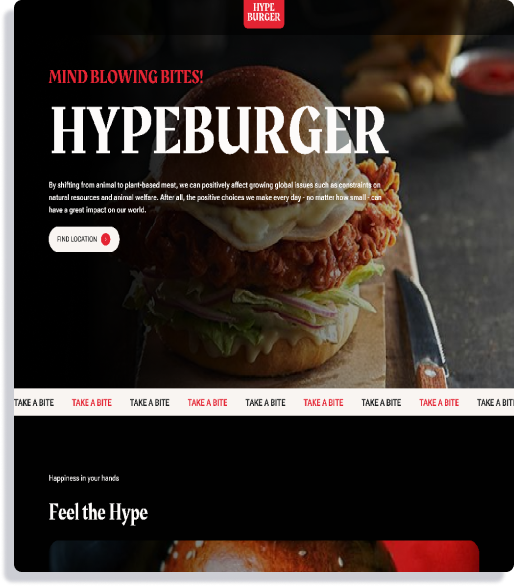 HYPE
BURGER
MIND BLOWING BITES!
HYPEBURGER
By shifting from animal to plant-based meat, we can positively affect growing global issues such as constraints on
natural resources and animal welfare. After all, the positive choices we make every day - no matter how small - can
have a great impact on our world.
FIND LOCATION
TAKE A BITE TAKE A BITE TAKE A BITE TAKE A BITE TAKE A BITE TAKE A BITE TAKE A BITE TAKE A BITE TAKE A BIT
Happiness in your hands
Feel the Hype